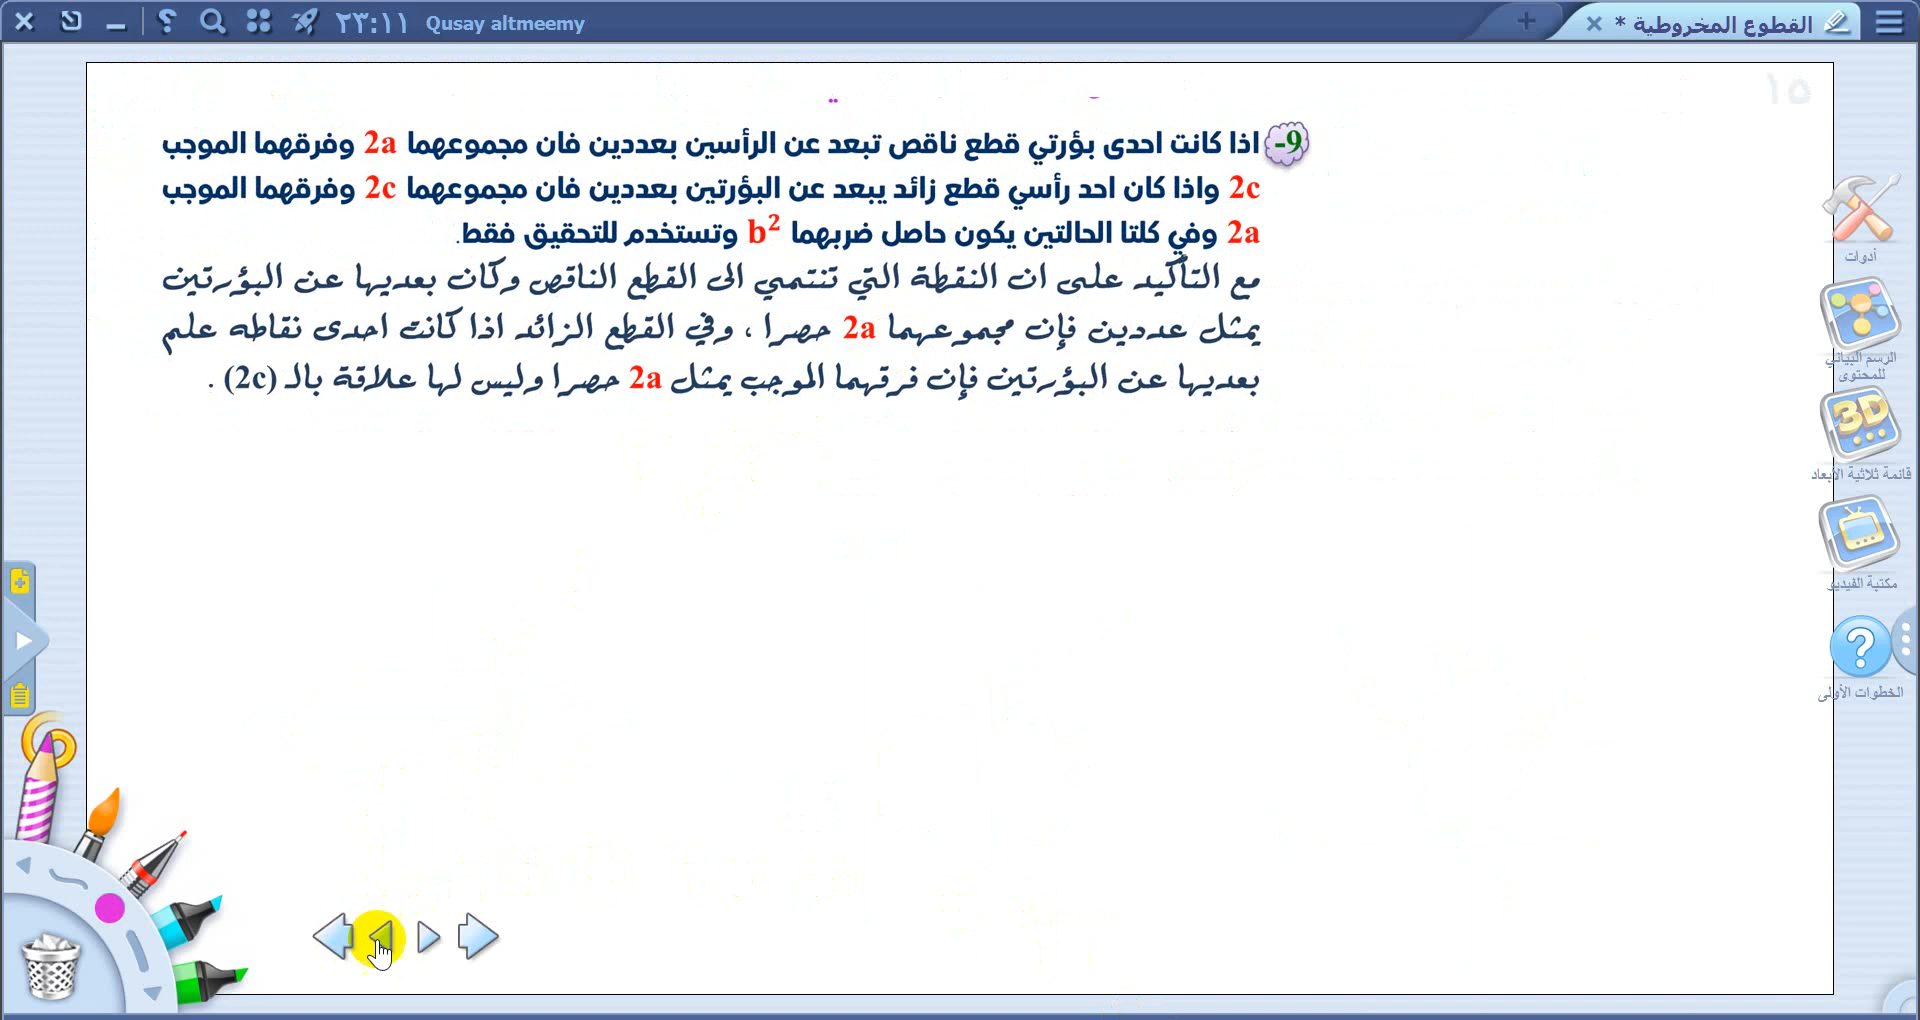 القطوع المخروطية *
Qusay altmeemy
٢٣:١١
١٥
9- اذا كانت احدى بؤرتي قطع ناقص تبعد عن الرأسين بعددين فان مجموعهما 2a وفرقهما الموجب
2c واذا كان احد رأسي قطع زائد يبعد عن البؤرتين بعددين فان مجموعهما 2c وفرقهما الموجب
2a وفي كلتا الحالتين يكون حاصل ضربهما b² وتستخدم للتحقيق فقط.
مع التأكيد على ان النقطة التي تنتمي الى القطع الناقص وكان بعديها عن البؤرتين
يمثل عددين فإن مجموعهما 2a حصرا ، وفي القطع الزائد اذا كانت احدى نقاطه علم
بعديها عن البؤرتين فإن فرقهما الموجب يمثل 2a حصرا وليس لها علاقة بالـ (2c) .
أدوات
الرسم البياني
للمحتوى
3D
قائمة ثلاثية الأبعاد
مكتبة الفيديو
الخطوات الأولى